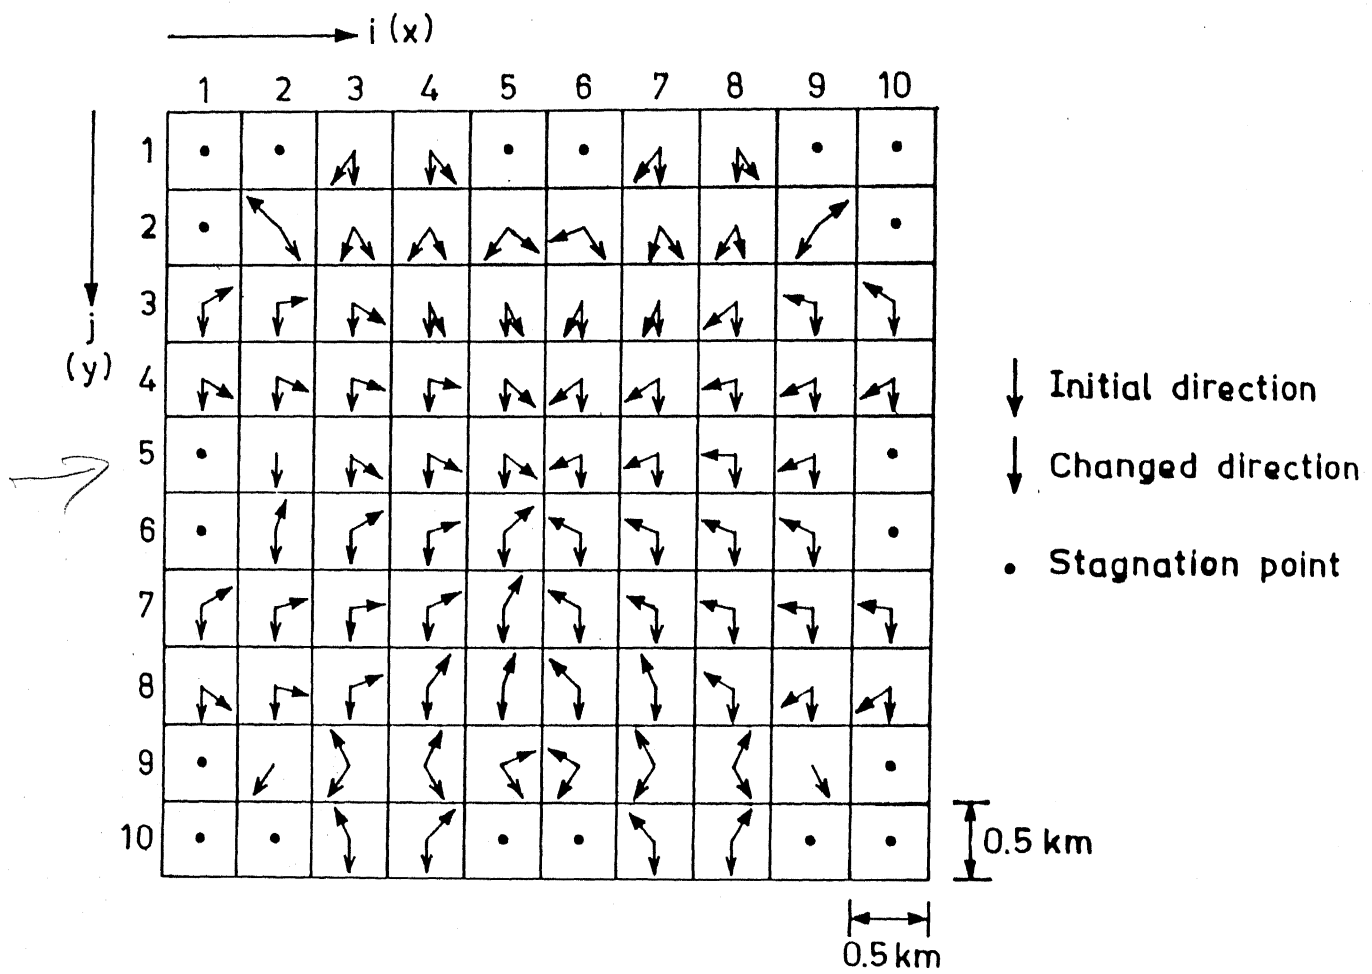 i (x)
1 2 3 4 5 6 7 8 9 10
1
2
3
j
(y)
4
5
6
7
8
9
10
Initial direction
Changed direction
Stagnation point
0.5 km
0.5 km